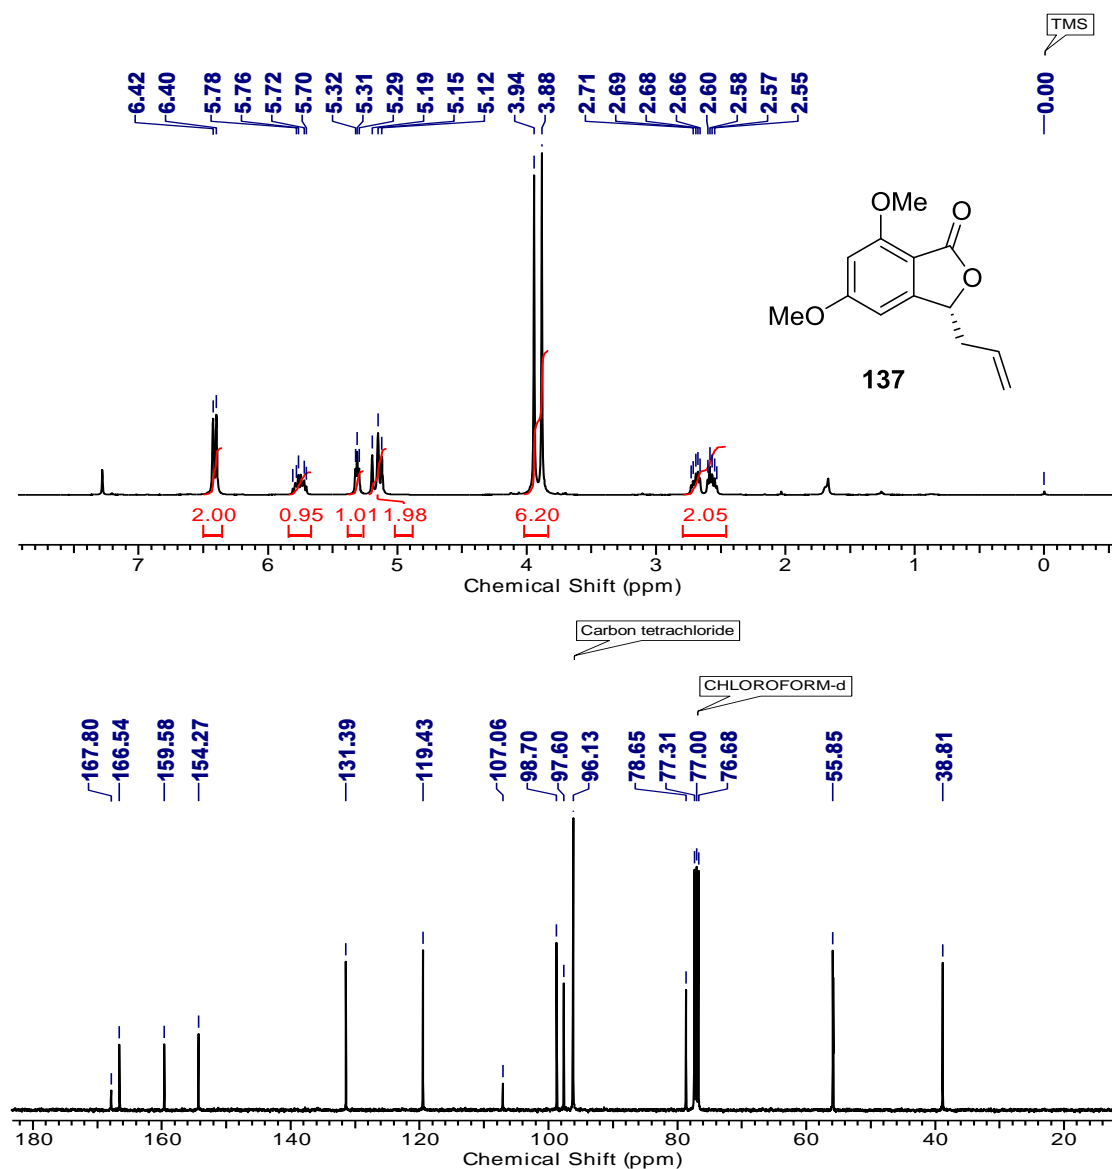 TMS
6.42 6.40 5.78 5.76 5.72 5.70 5.32 5.31 5.29 5.19 5.15 5.12 3.94 3.88 2.71 2.69 2.68 2.66 2.60 2.58 2.57 2.55 0.00
OMe
O
O
MeO
137
2.00 0.95 1.01 1.98 6.20 2.05
7 6 5 4 3 2 1 0
Chemical Shift (ppm)
Carbon tetrachloride
CHLOROFORM-d
167.80 166.54 159.58 154.27 131.39 119.43 107.06 98.70 97.60 96.13 78.65 77.31 77.00 76.68 55.85 38.81
180 160 140 120 100 80 60 40 20
Chemical Shift (ppm)